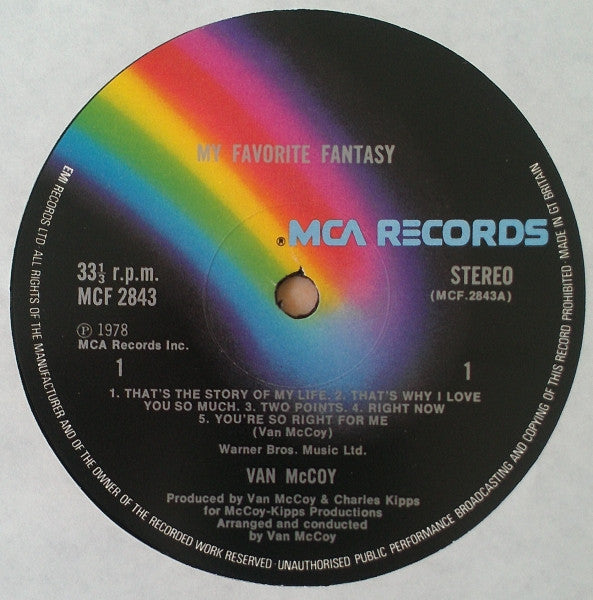 MY FAVORITE FANTASY
® MCA RECORDS
33⅓ r.p.m.
MCF 2843
STEREO
(MCF.2843A)
Ⓟ 1978
MCA Records Inc.
1
1
1. THAT'S THE STORY OF MY LIFE. 2. THAT'S WHY I LOVE
YOU SO MUCH. 3. TWO POINTS. 4. RIGHT NOW
5. YOU'RE SO RIGHT FOR ME
(Van McCoy)
Warner Bros. Music Ltd.
VAN McCOY
Produced by Van McCoy & Charles Kipps
for McCoy-Kipps Productions
Arranged and conducted
by Van McCoy
EMI RECORDS LTD. ALL RIGHTS OF THE MANUFACTURER AND OF THE OWNER OF THE RECORDED WORK RESERVED · UNAUTHORISED PUBLIC PERFORMANCE BROADCASTING AND COPYING OF THIS RECORD PROHIBITED · MADE IN GT BRITAIN